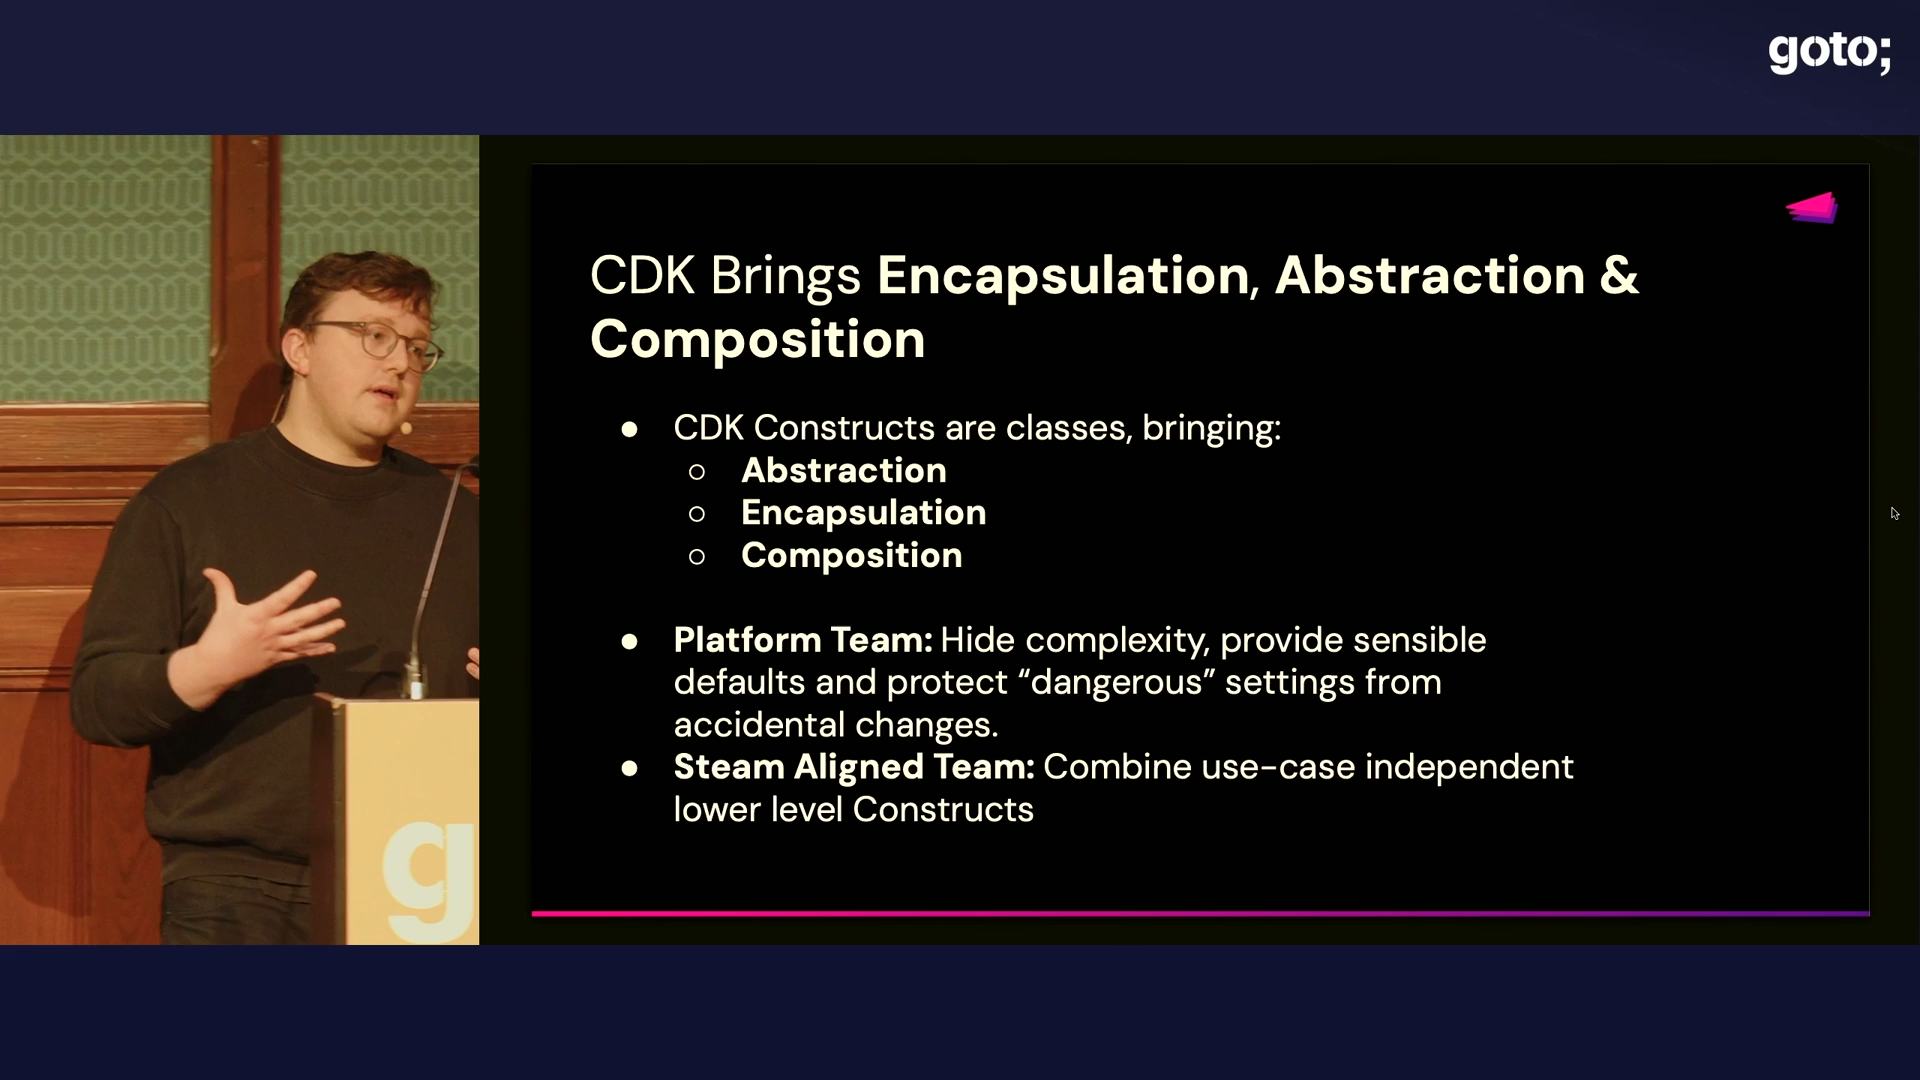 goto;
CDK Brings Encapsulation, Abstraction &
Composition
● CDK Constructs are classes, bringing:
○ Abstraction
○ Encapsulation
○ Composition
● Platform Team: Hide complexity, provide sensible
defaults and protect “dangerous” settings from
accidental changes.
● Steam Aligned Team: Combine use-case independent
lower level Constructs
g